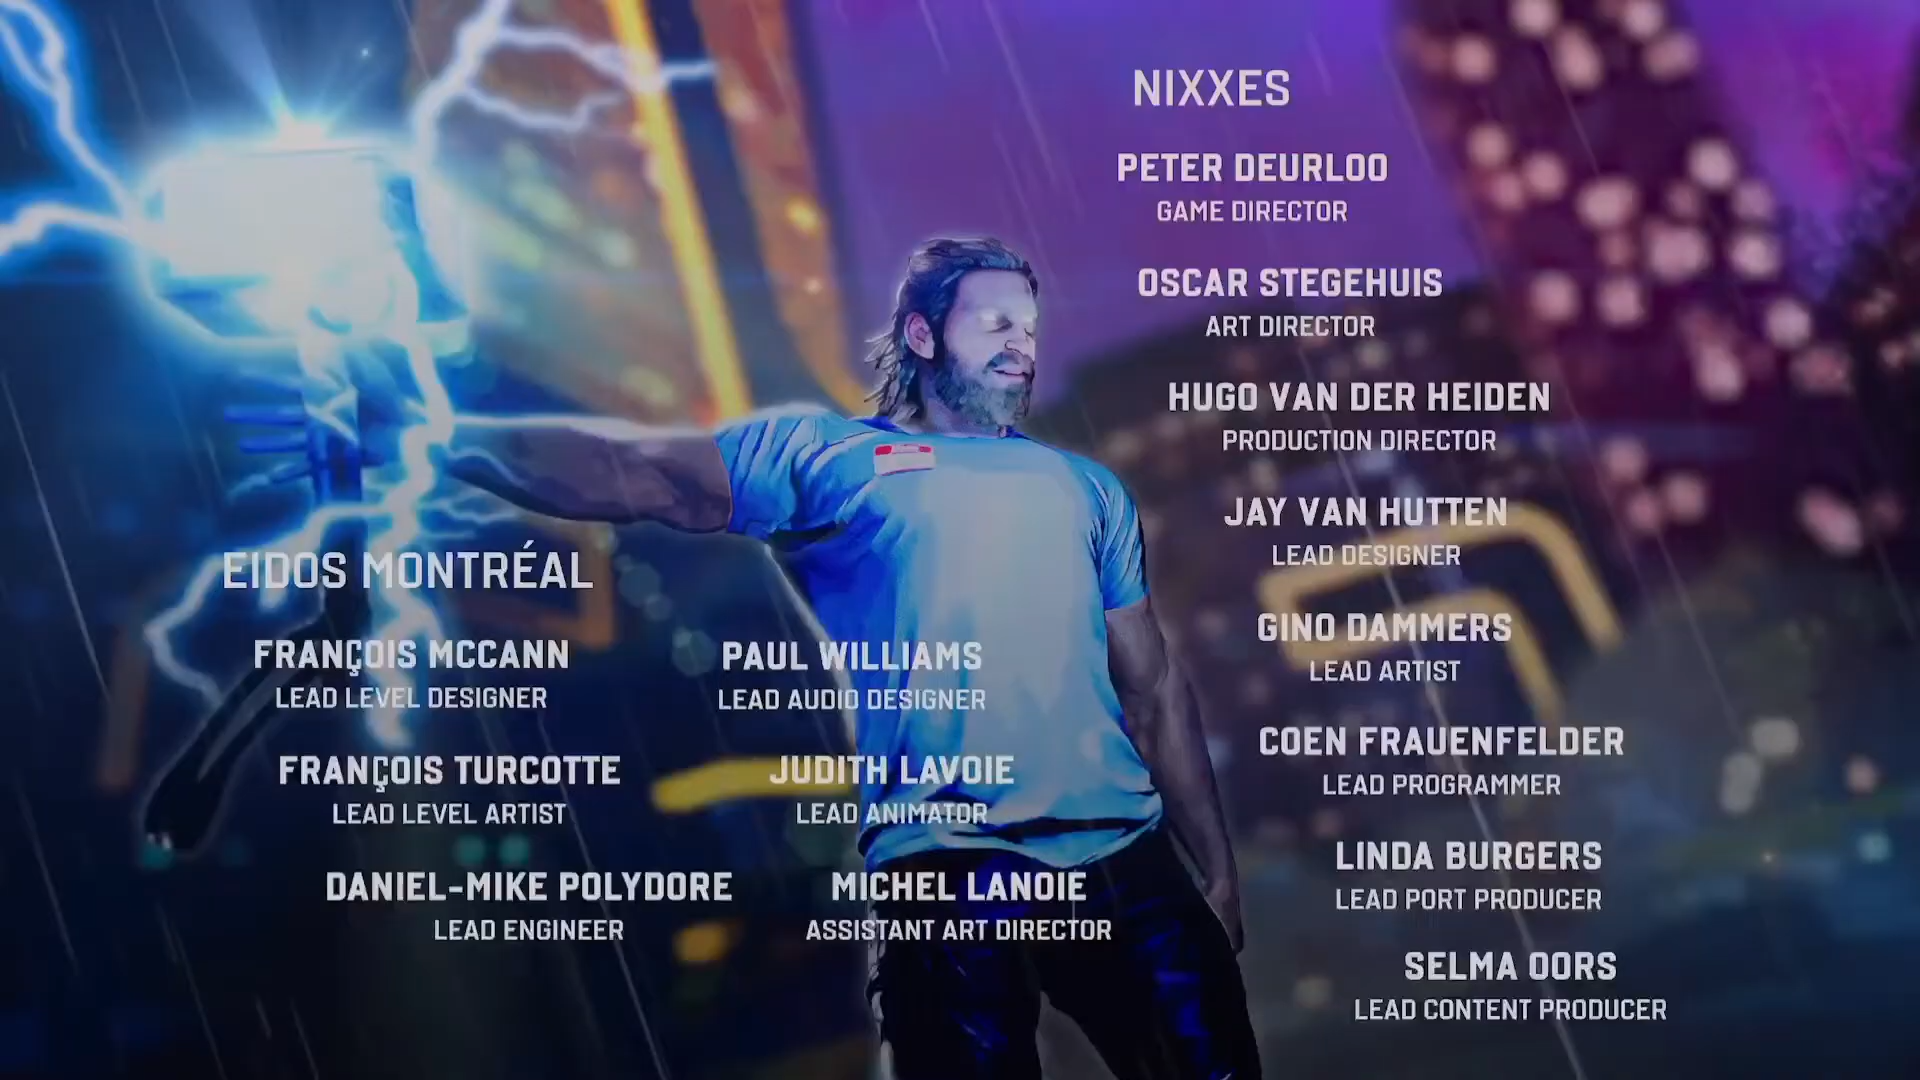 NIXXES
PETER DEURLOO
GAME DIRECTOR
OSCAR STEGEHUIS
ART DIRECTOR
HUGO VAN DER HEIDEN
PRODUCTION DIRECTOR
JAY VAN HUTTEN
LEAD DESIGNER
GINO DAMMERS
LEAD ARTIST
COEN FRAUENFELDER
LEAD PROGRAMMER
LINDA BURGERS
LEAD PORT PRODUCER
SELMA OORS
LEAD CONTENT PRODUCER
EIDOS MONTRÉAL
FRANÇOIS MCCANN
LEAD LEVEL DESIGNER
FRANÇOIS TURCOTTE
LEAD LEVEL ARTIST
DANIEL-MIKE POLYDORE
LEAD ENGINEER
PAUL WILLIAMS
LEAD AUDIO DESIGNER
JUDITH LAVOIE
LEAD ANIMATOR
MICHEL LANOIE
ASSISTANT ART DIRECTOR